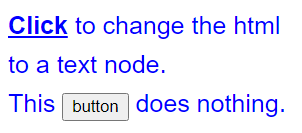 Click to change the html
to a text node.
This button does nothing.